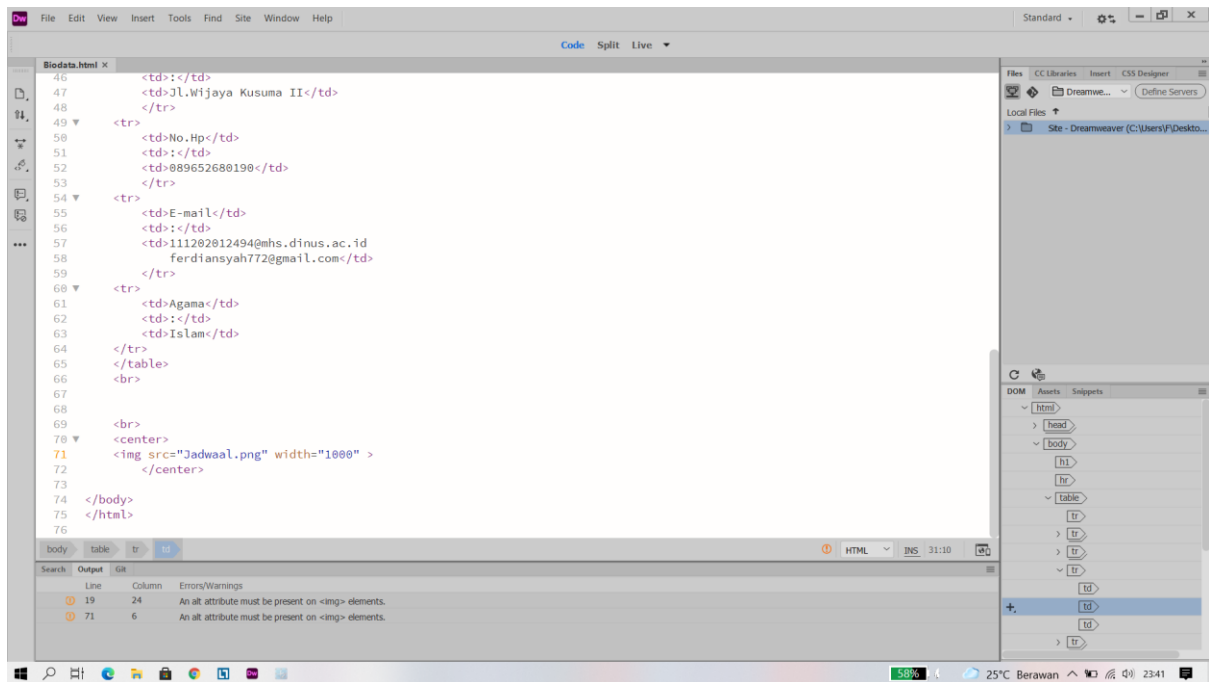 Dw File Edit View Insert Tools Find Site Window Help Standard
Code Split Live
Biodata.html ×
46 <td>:</td>
47 <td>Jl.Wijaya Kusuma II</td>
48 </tr>
49 <tr>
50 <td>No.Hp</td>
51 <td>:</td>
52 <td>089652680190</td>
53 </tr>
54 <tr>
55 <td>E-mail</td>
56 <td>:</td>
57 <td>111202012494@mhs.dinus.ac.id
58 ferdiansyah772@gmail.com</td>
59 </tr>
60 <tr>
61 <td>Agama</td>
62 <td>:</td>
63 <td>Islam</td>
64 </tr>
65 </table>
66 <br>
67
68
69 <br>
70 <center>
71 <img src="Jadwaal.png" width="1000" >
72 </center>
73
74 </body>
75 </html>
76
body table tr td HTML INS 31:10
Search Output Git
Line Column Errors/Warnings
19 24 An alt attribute must be present on <img> elements.
71 6 An alt attribute must be present on <img> elements.
Files CC Libraries Insert CSS Designer
Dreamwe... Define Servers
Local Files
Site - Dreamweaver (C:\Users\F\Deskto...
DOM Assets Snippets
html
head
body
h1
hr
table
tr
tr
tr
tr
td
td
td
tr
Dw 58% 25°C Berawan 23:41